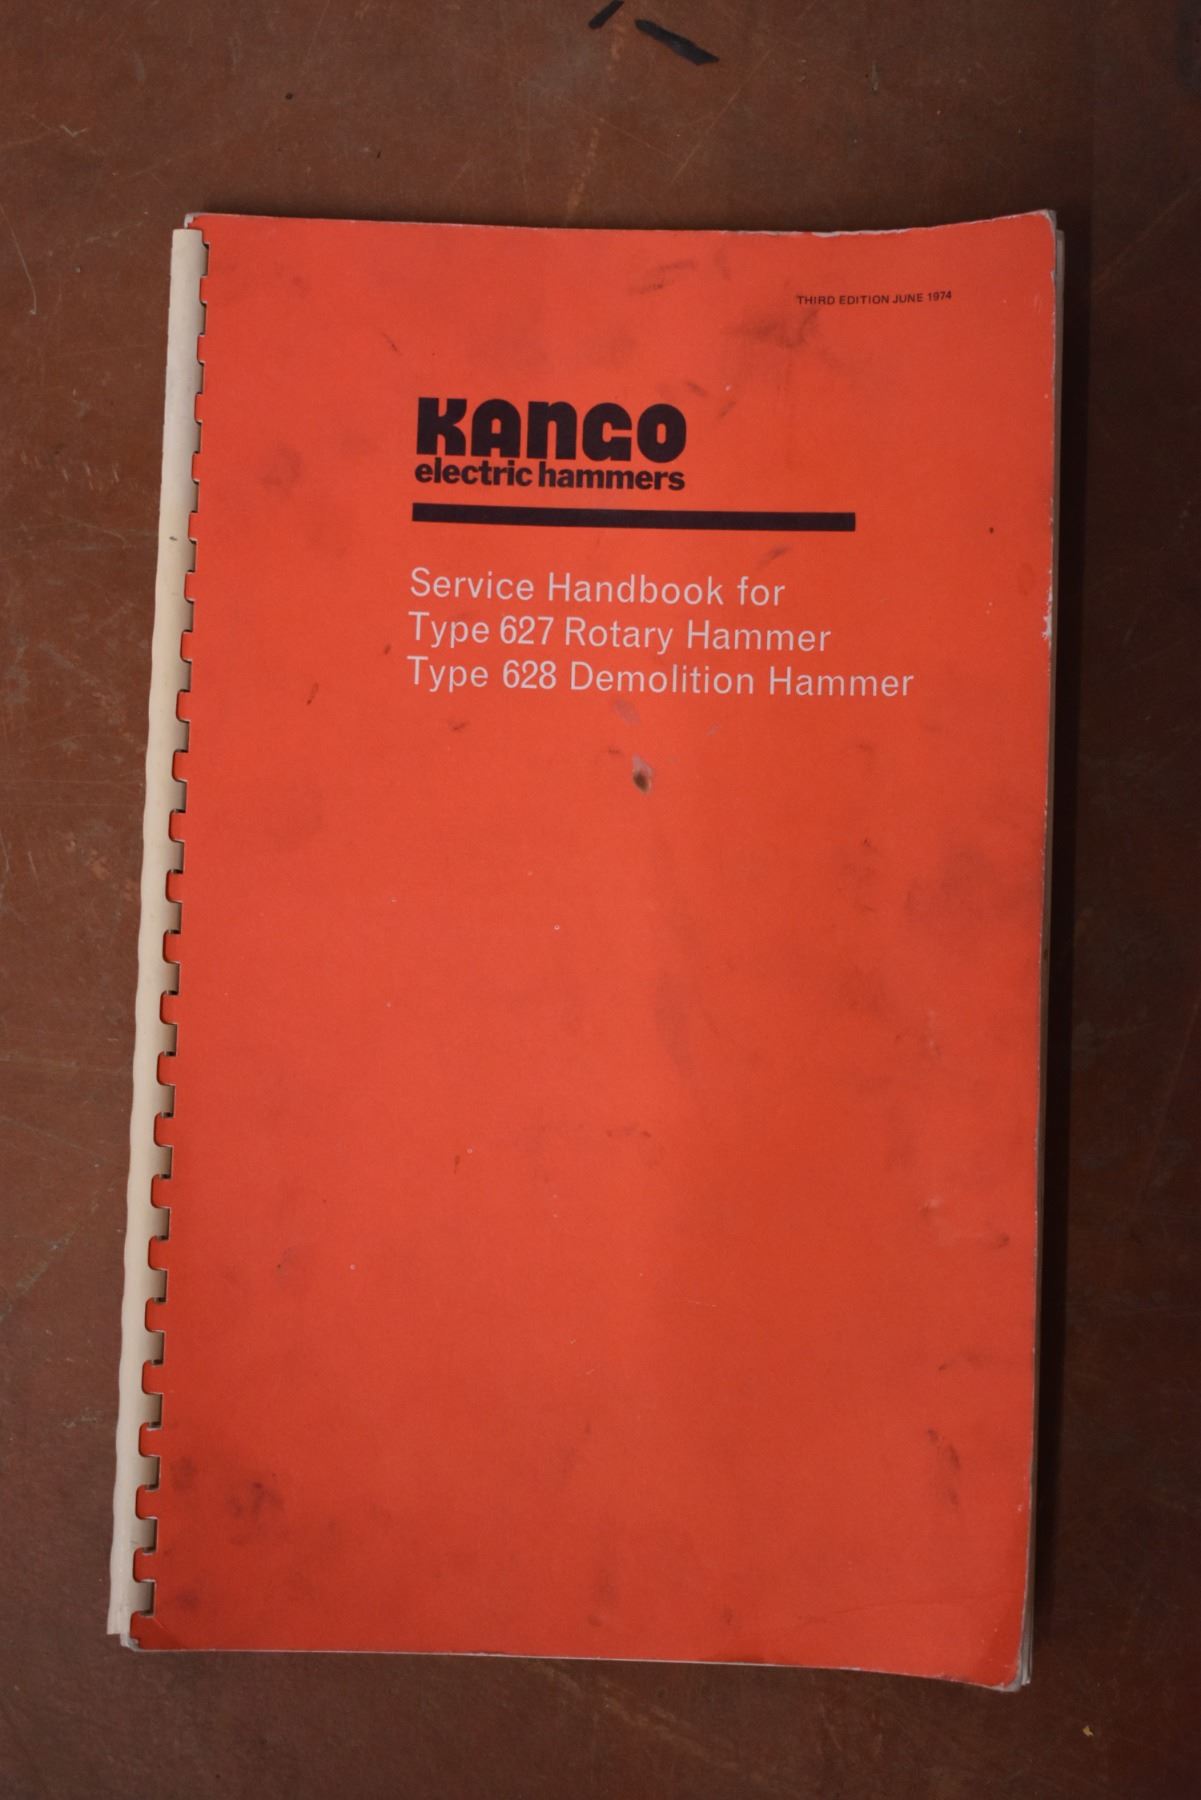 THIRD EDITION JUNE 1974
KANGO
electric hammers
Service Handbook for
Type 627 Rotary Hammer
Type 628 Demolition Hammer